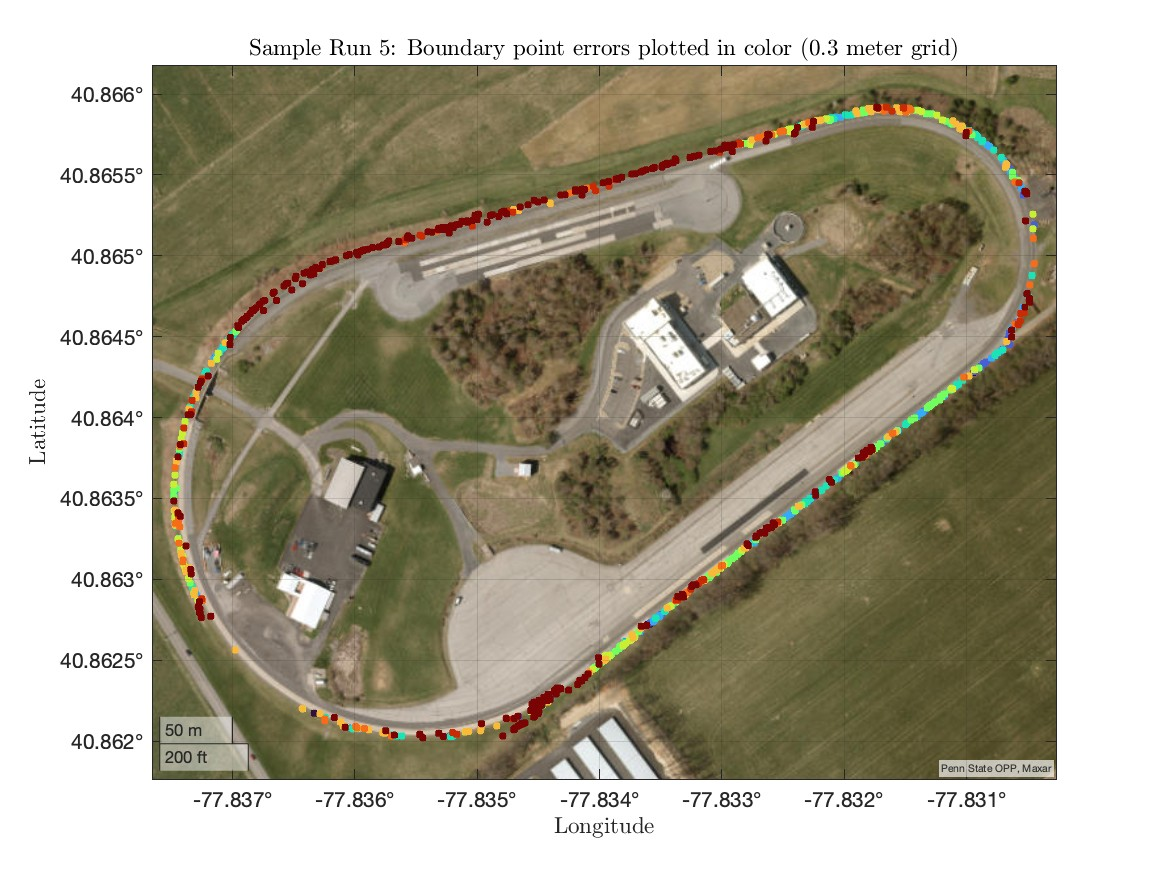 Sample Run 5: Boundary point errors plotted in color (0.3 meter grid)
40.866°
40.8655°
40.865°
40.8645°
40.864°
40.8635°
40.863°
40.8625°
40.862°
Latitude
50 m
200 ft
Penn State OPP, Maxar
-77.837°
-77.836°
-77.835°
-77.834°
-77.833°
-77.832°
-77.831°
Longitude